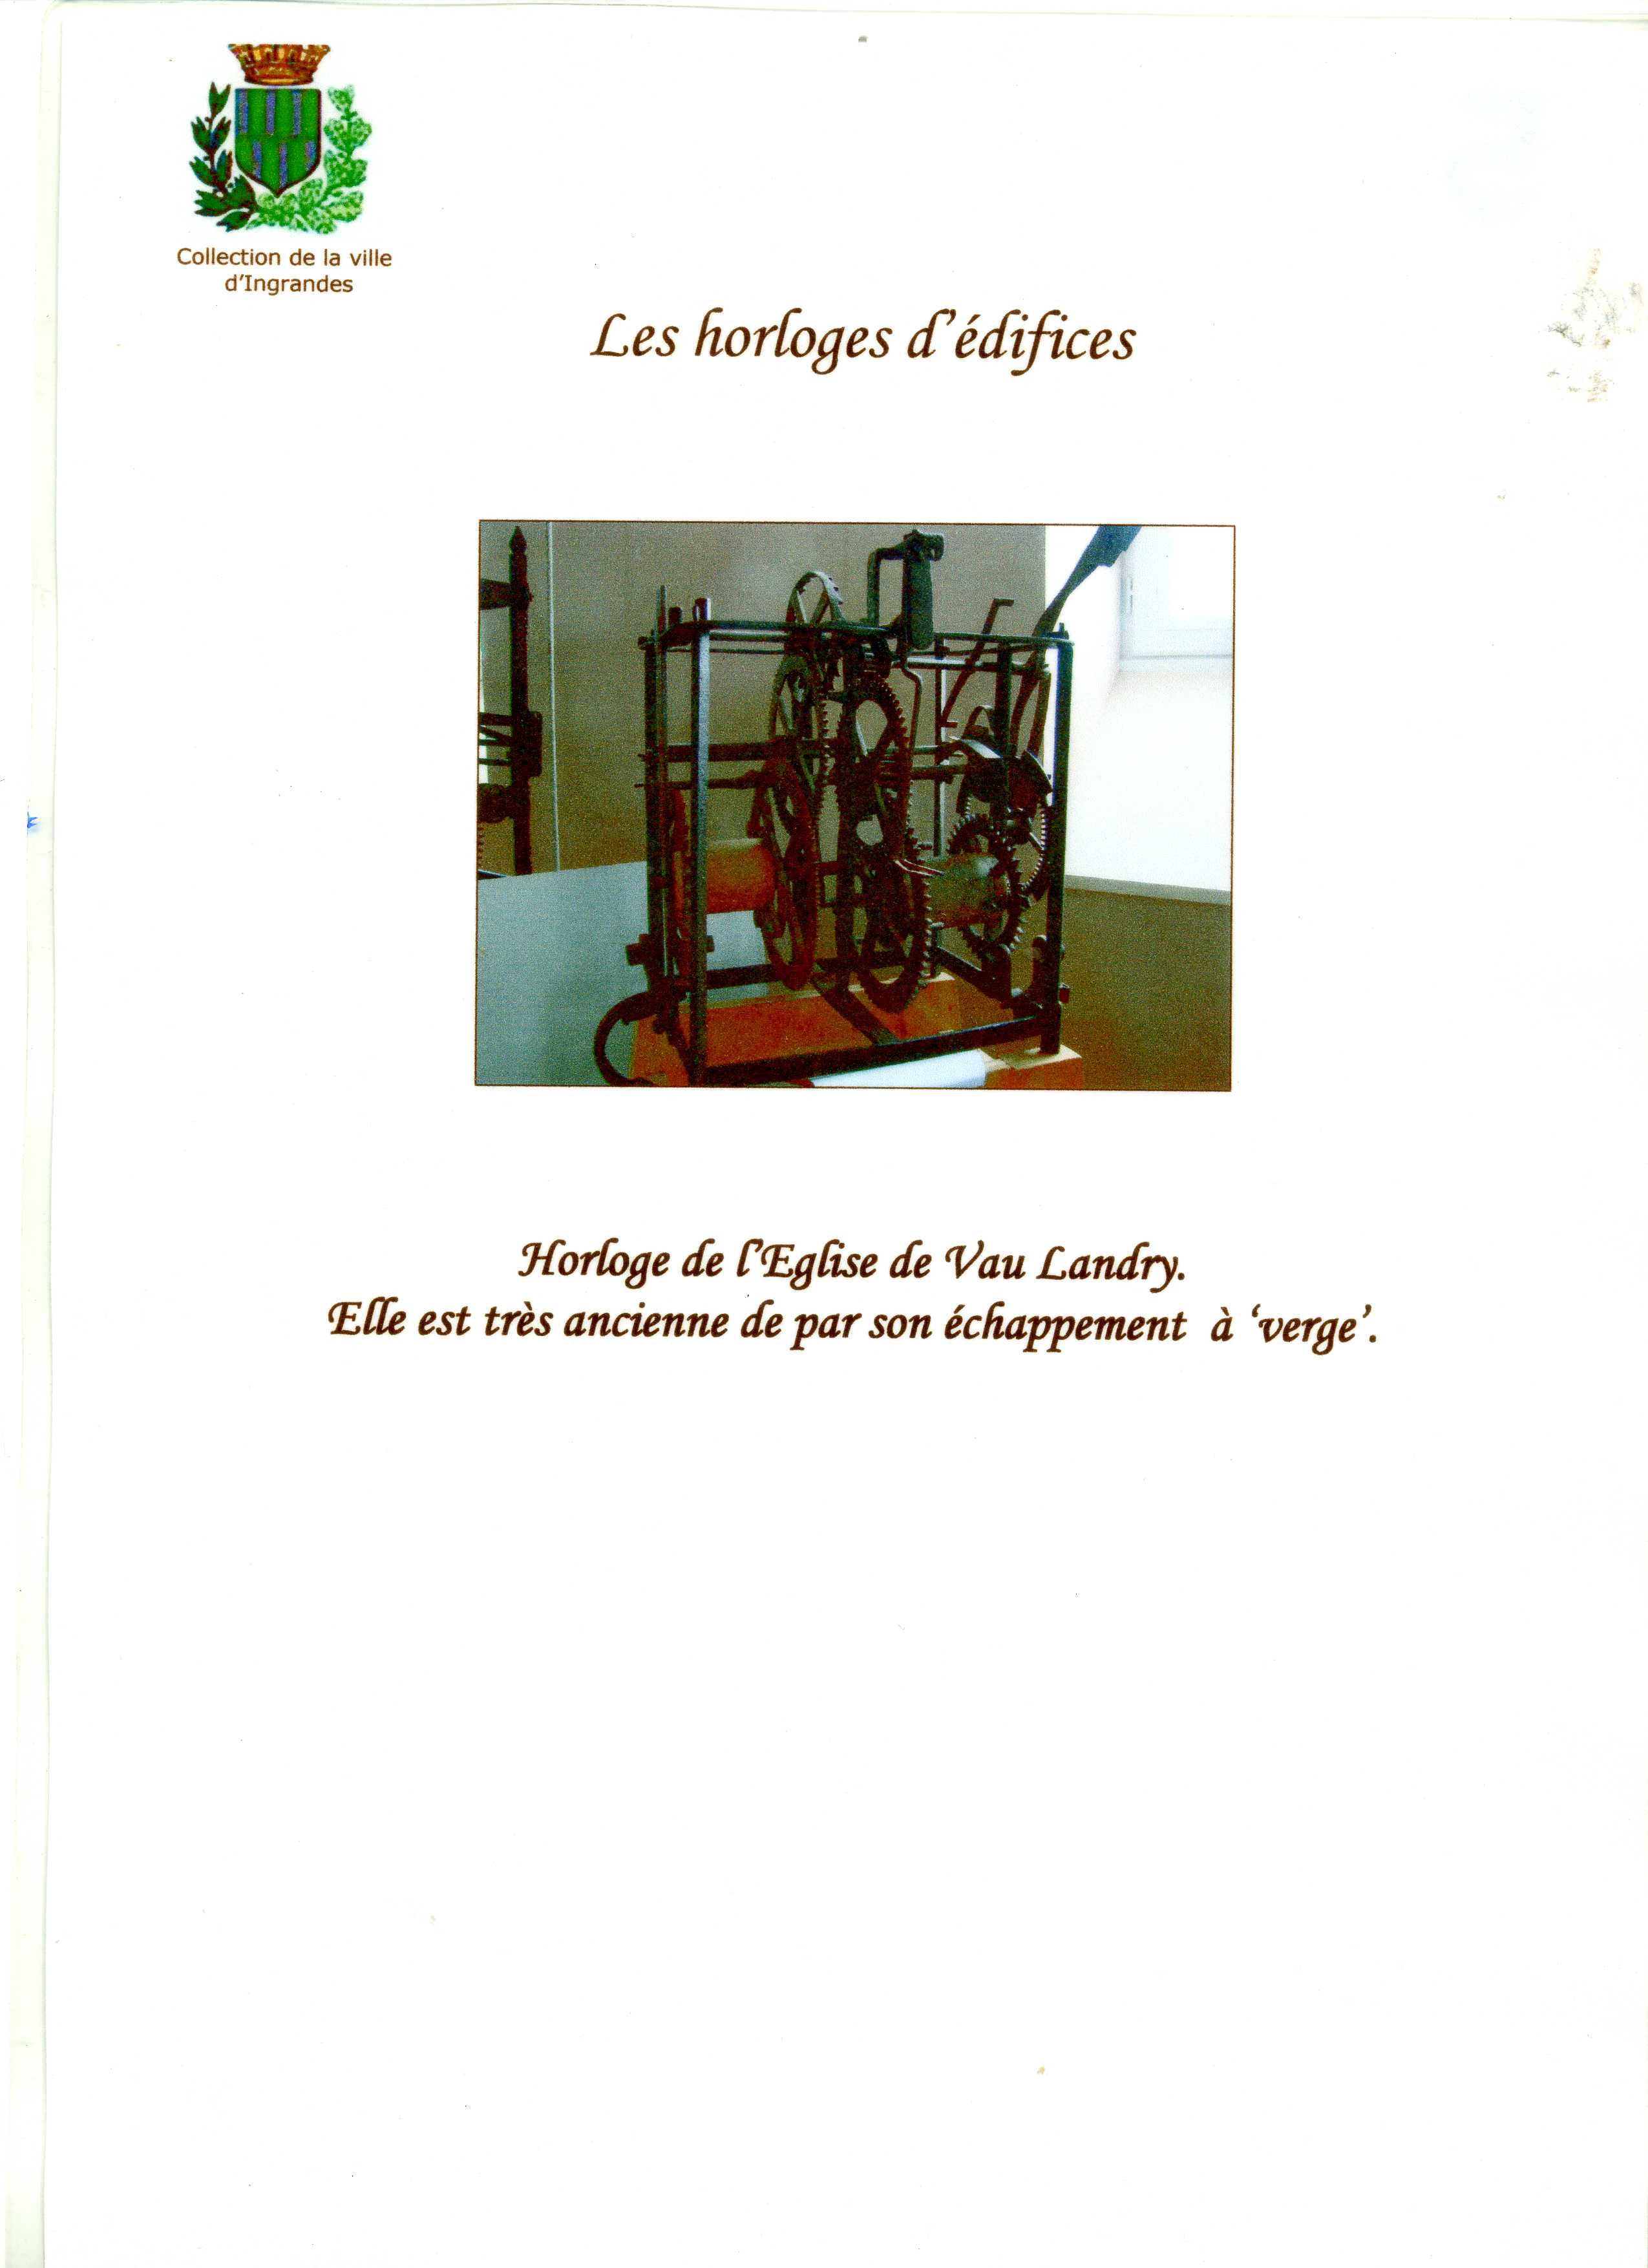 Collection de la ville
d'Ingrandes
Les horloges d'édifices
Horloge de l'Eglise de Vau Landry.
Elle est très ancienne de par son échappement à ‘verge’.